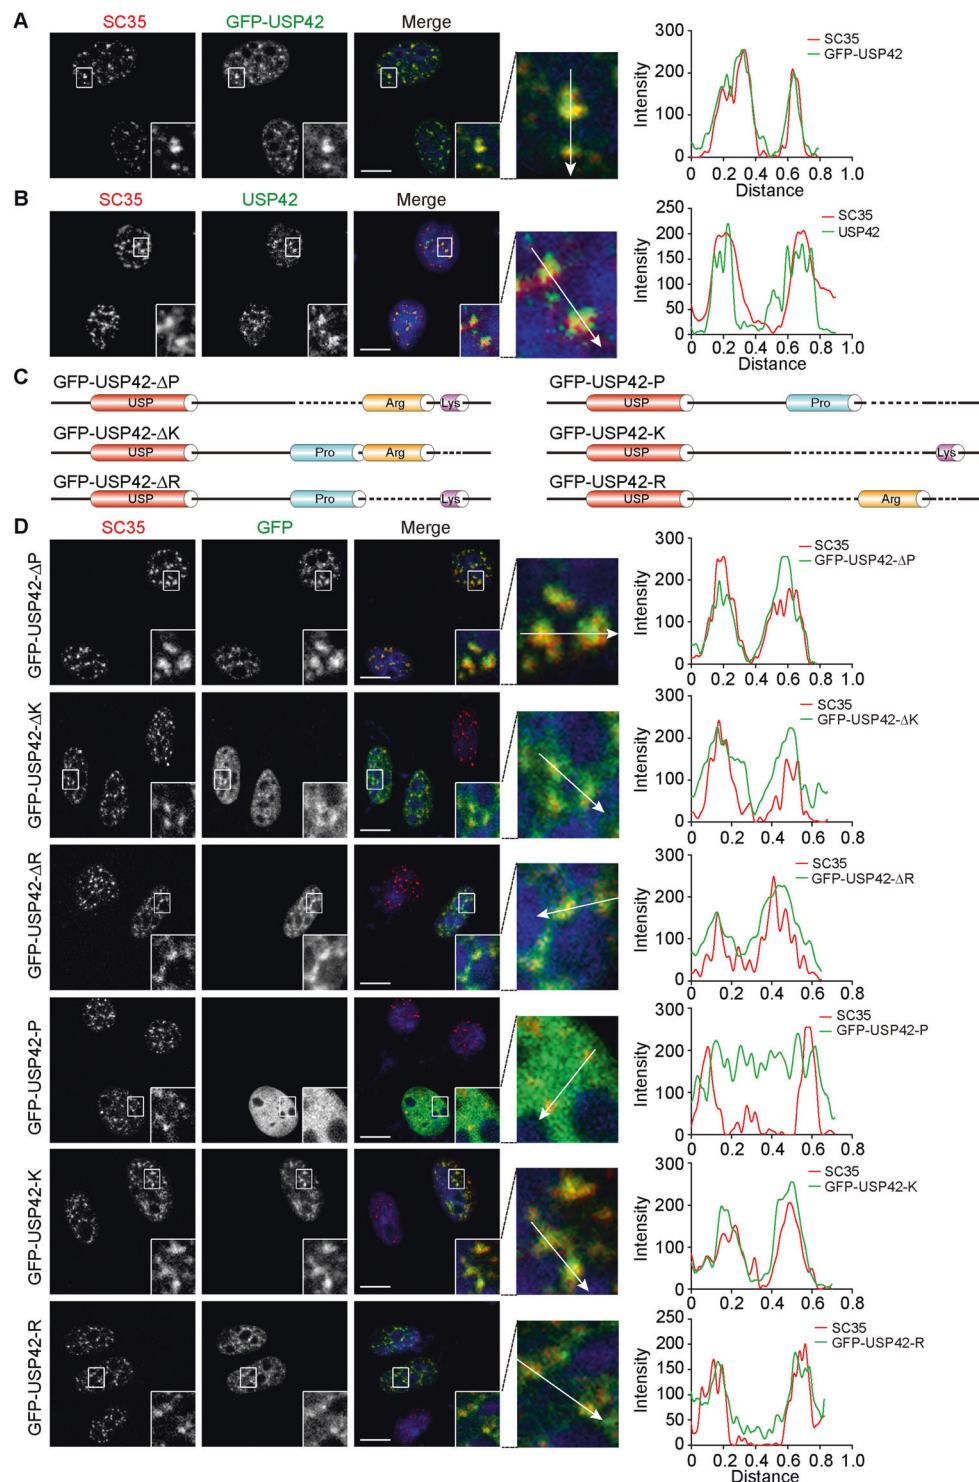 A
SC35 GFP-USP42 Merge
300
200
100
0
Intensity
SC35
GFP-USP42
0 0.2 0.4 0.6 0.8 1.0
Distance
B
SC35 USP42 Merge
250
200
150
100
50
0
Intensity
SC35
USP42
0 0.2 0.4 0.6 0.8 1.0
Distance
C
GFP-USP42-ΔP
USP Arg Lys
GFP-USP42-ΔK
USP Pro Arg
GFP-USP42-ΔR
USP Pro Lys
GFP-USP42-P
USP Pro
GFP-USP42-K
USP Lys
GFP-USP42-R
USP Arg
D
SC35 GFP Merge
GFP-USP42-ΔP
300
200
100
0
Intensity
SC35
GFP-USP42-ΔP
0 0.2 0.4 0.6 0.8 1.0
GFP-USP42-ΔK
300
200
100
0
Intensity
SC35
GFP-USP42-ΔK
0 0.2 0.4 0.6 0.8
GFP-USP42-ΔR
300
200
100
0
Intensity
SC35
GFP-USP42-ΔR
0 0.2 0.4 0.6 0.8
GFP-USP42-P
300
200
100
0
Intensity
SC35
GFP-USP42-P
0 0.2 0.4 0.6 0.8
GFP-USP42-K
300
200
100
0
Intensity
SC35
GFP-USP42-K
0 0.2 0.4 0.6 0.8
GFP-USP42-R
250
200
150
100
50
0
Intensity
SC35
GFP-USP42-R
0 0.2 0.4 0.6 0.8 1.0
Distance